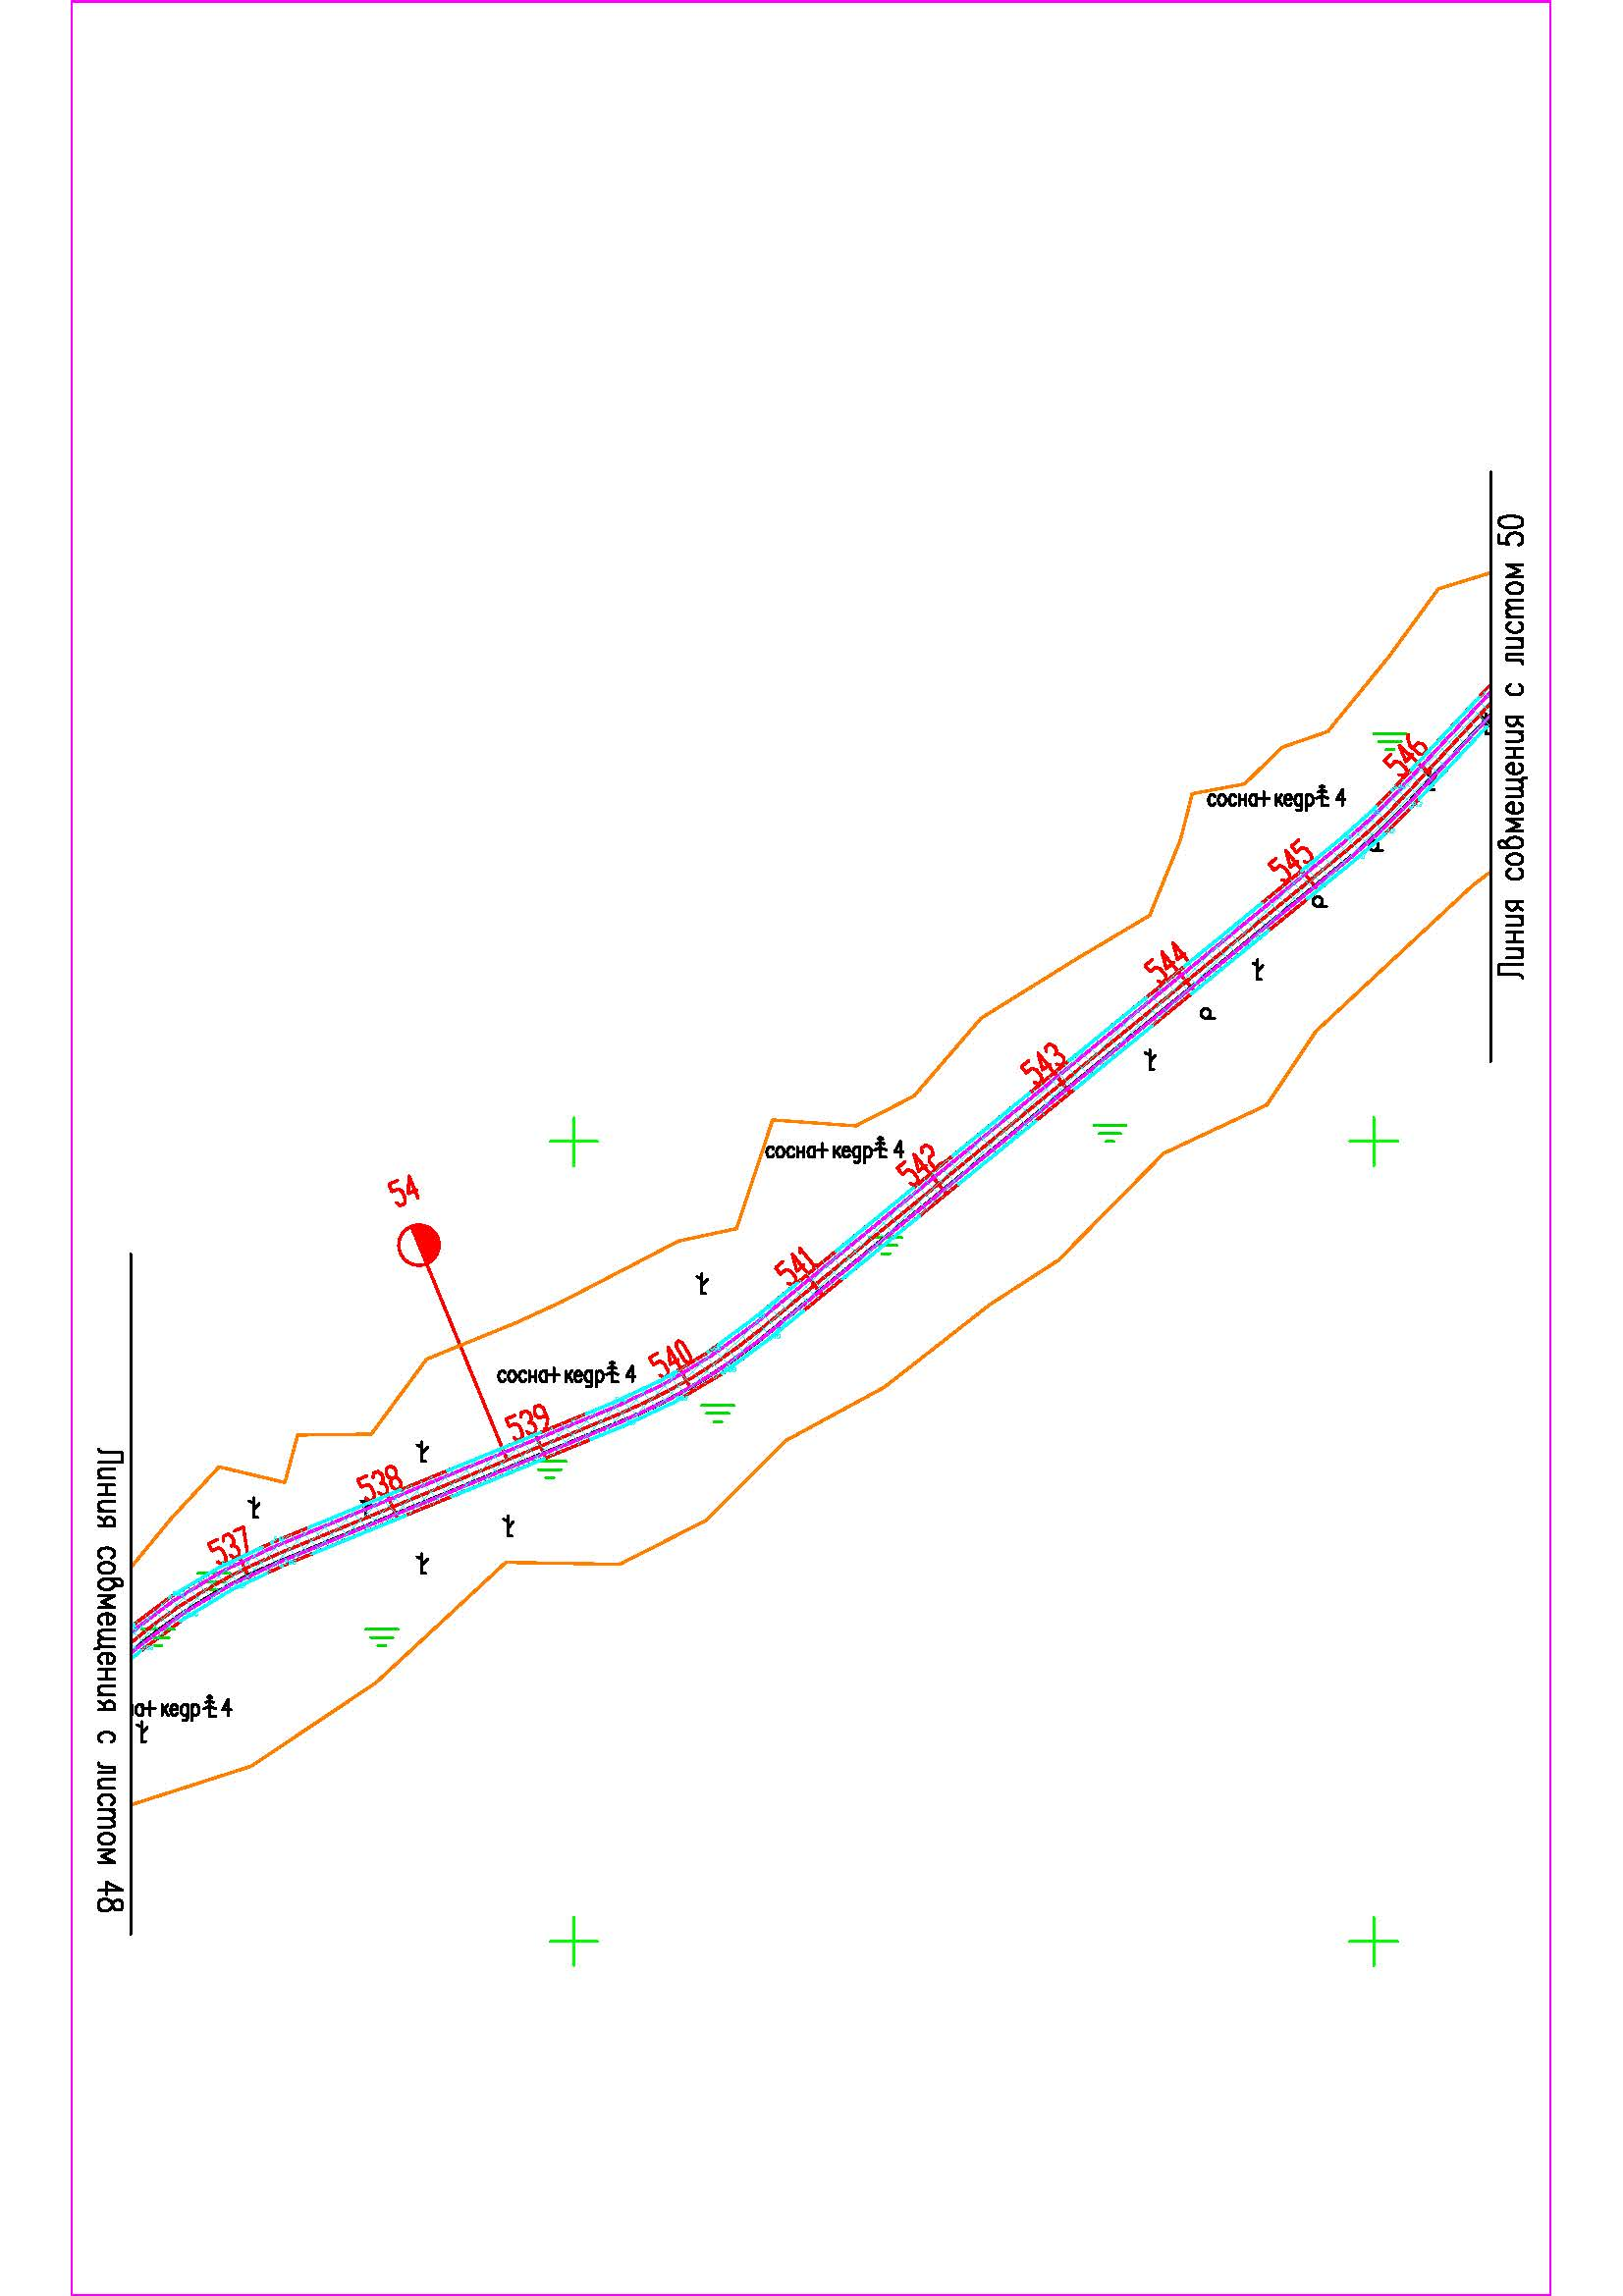 Линия совмещения с листом 50
546
сосна+кедр 4
545
544
543
542
сосна+кедр 4
54
541
540
сосна+кедр 4
539
538
537
а+кедр 4
Линия совмещения с листом 48